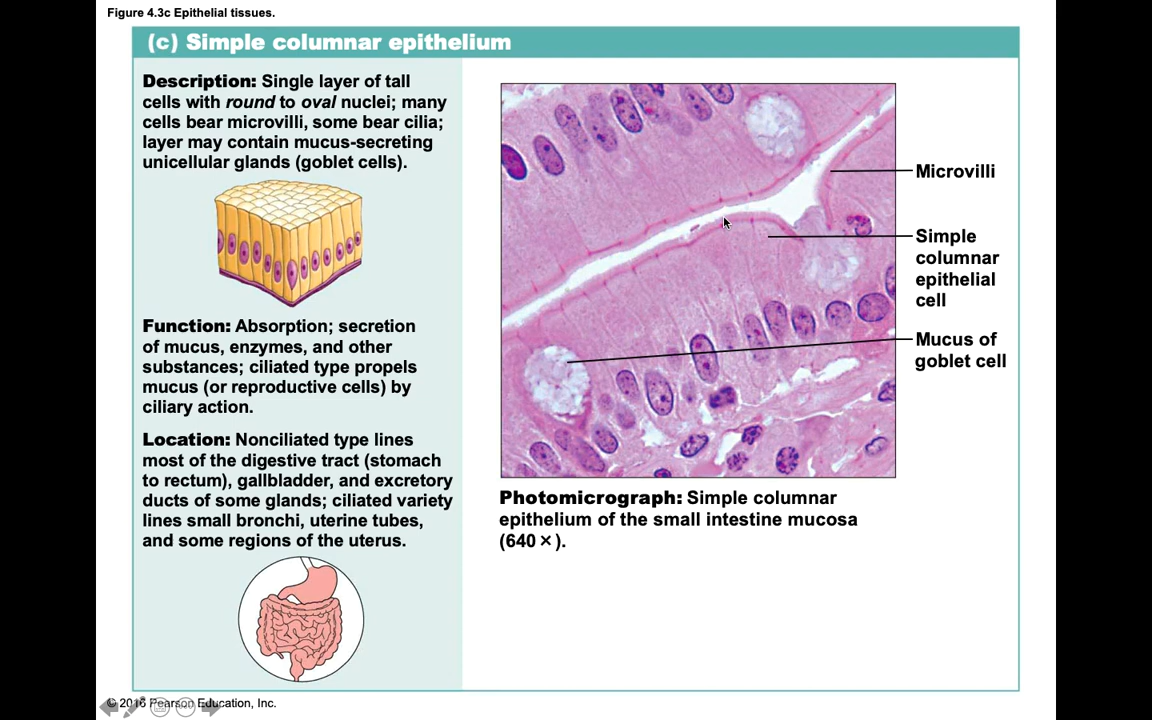 Figure 4.3c Epithelial tissues.
(c) Simple columnar epithelium
Description: Single layer of tall
cells with round to oval nuclei; many
cells bear microvilli, some bear cilia;
layer may contain mucus-secreting
unicellular glands (goblet cells).
Function: Absorption; secretion
of mucus, enzymes, and other
substances; ciliated type propels
mucus (or reproductive cells) by
ciliary action.
Location: Nonciliated type lines
most of the digestive tract (stomach
to rectum), gallbladder, and excretory
ducts of some glands; ciliated variety
lines small bronchi, uterine tubes,
and some regions of the uterus.
Microvilli
Simple
columnar
epithelial
cell
Mucus of
goblet cell
Photomicrograph: Simple columnar
epithelium of the small intestine mucosa
(640 ×).
© 2016 Pearson Education, Inc.